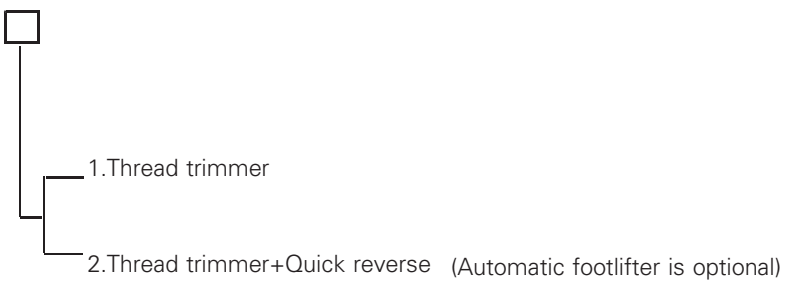 1.Thread trimmer
2.Thread trimmer+Quick reverse (Automatic footlifter is optional)